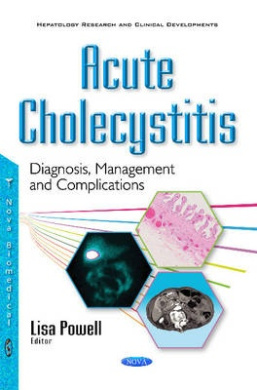 Hepatology Research and Clinical Developments
Acute
Cholecystitis
Diagnosis, Management
and Complications
Nova Biomedical
Lisa Powell
Editor
NOVA